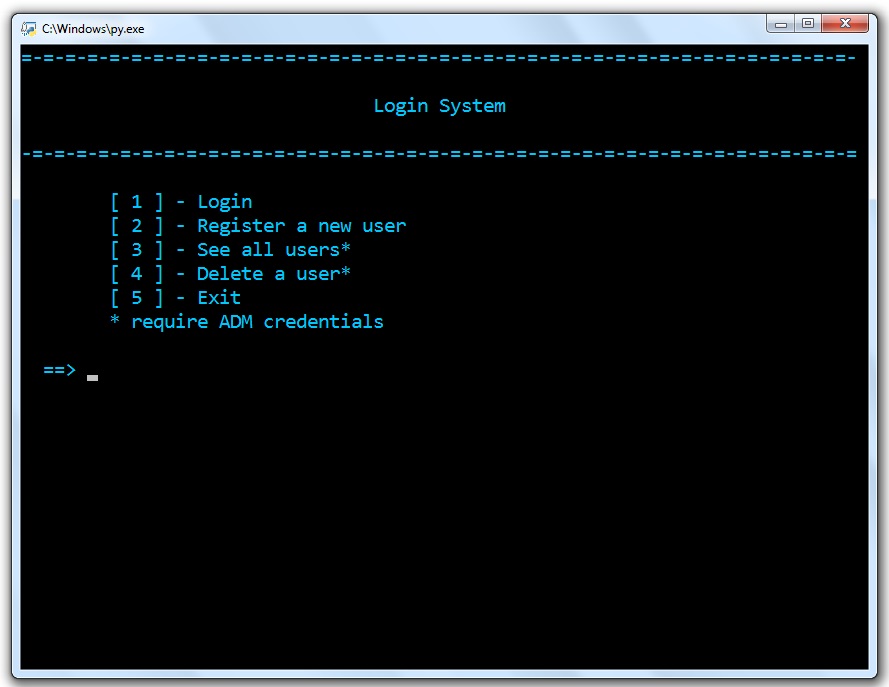 C:\Windows\py.exe
=-=-=-=-=-=-=-=-=-=-=-=-=-=-=-=-=-=-=-=-=-=-=-=-=-=-=-=-=-=-=-=-=-=-=-=-=-=-
Login System
-=-=-=-=-=-=-=-=-=-=-=-=-=-=-=-=-=-=-=-=-=-=-=-=-=-=-=-=-=-=-=-=-=-=-=-=-=-=
[ 1 ] - Login
[ 2 ] - Register a new user
[ 3 ] - See all users*
[ 4 ] - Delete a user*
[ 5 ] - Exit
* require ADM credentials
==>